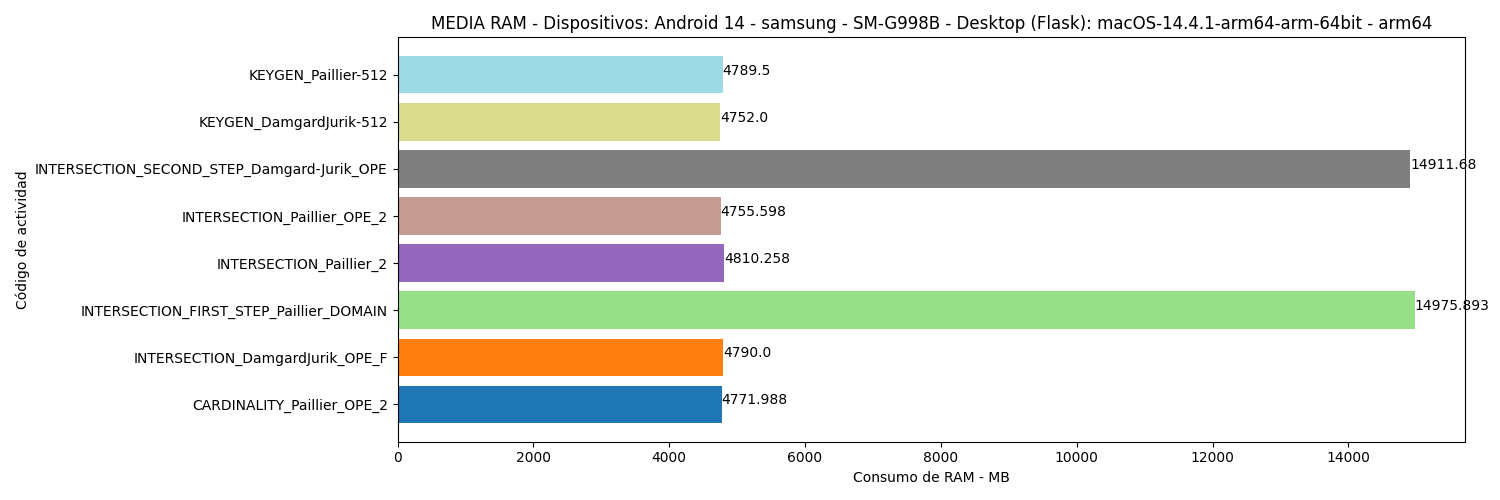 MEDIA RAM - Dispositivos: Android 14 - samsung - SM-G998B - Desktop (Flask): macOS-14.4.1-arm64-arm-64bit - arm64
Código de actividad
KEYGEN_Paillier-512 4789.5
KEYGEN_DamgardJurik-512 4752.0
INTERSECTION_SECOND_STEP_Damgard-Jurik_OPE 14911.68
INTERSECTION_Paillier_OPE_2 4755.598
INTERSECTION_Paillier_2 4810.258
INTERSECTION_FIRST_STEP_Paillier_DOMAIN 14975.893
INTERSECTION_DamgardJurik_OPE_F 4790.0
CARDINALITY_Paillier_OPE_2 4771.988
0 2000 4000 6000 8000 10000 12000 14000
Consumo de RAM - MB